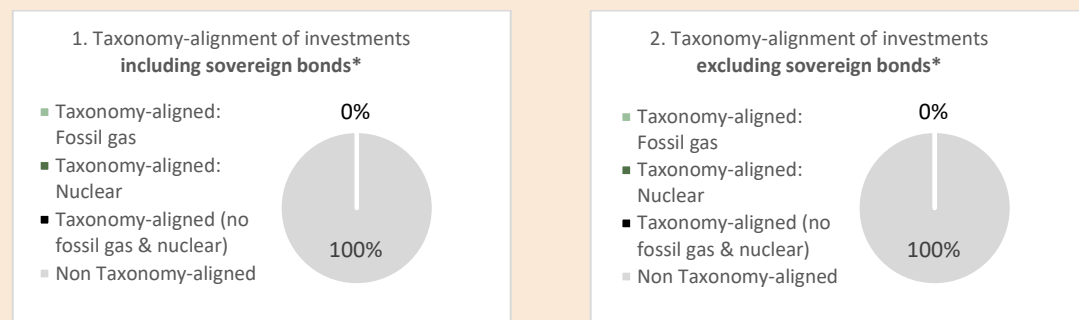 1. Taxonomy-alignment of investments
including sovereign bonds*
Taxonomy-aligned:
Fossil gas
Taxonomy-aligned:
Nuclear
Taxonomy-aligned (no
fossil gas & nuclear)
Non Taxonomy-aligned
0%
100%
2. Taxonomy-alignment of investments
excluding sovereign bonds*
Taxonomy-aligned:
Fossil gas
Taxonomy-aligned:
Nuclear
Taxonomy-aligned (no
fossil gas & nuclear)
Non Taxonomy-aligned
0%
100%